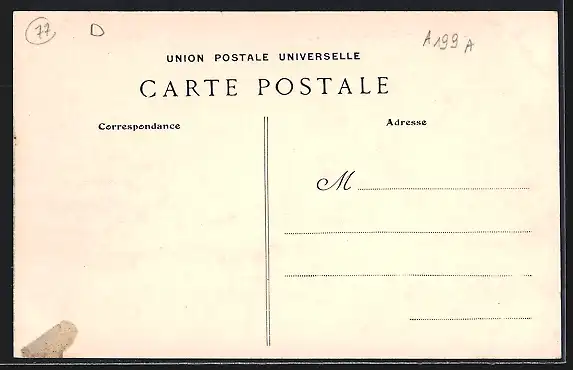 77 D A 199 A
UNION POSTALE UNIVERSELLE
CARTE POSTALE
Correspondance
Adresse
M